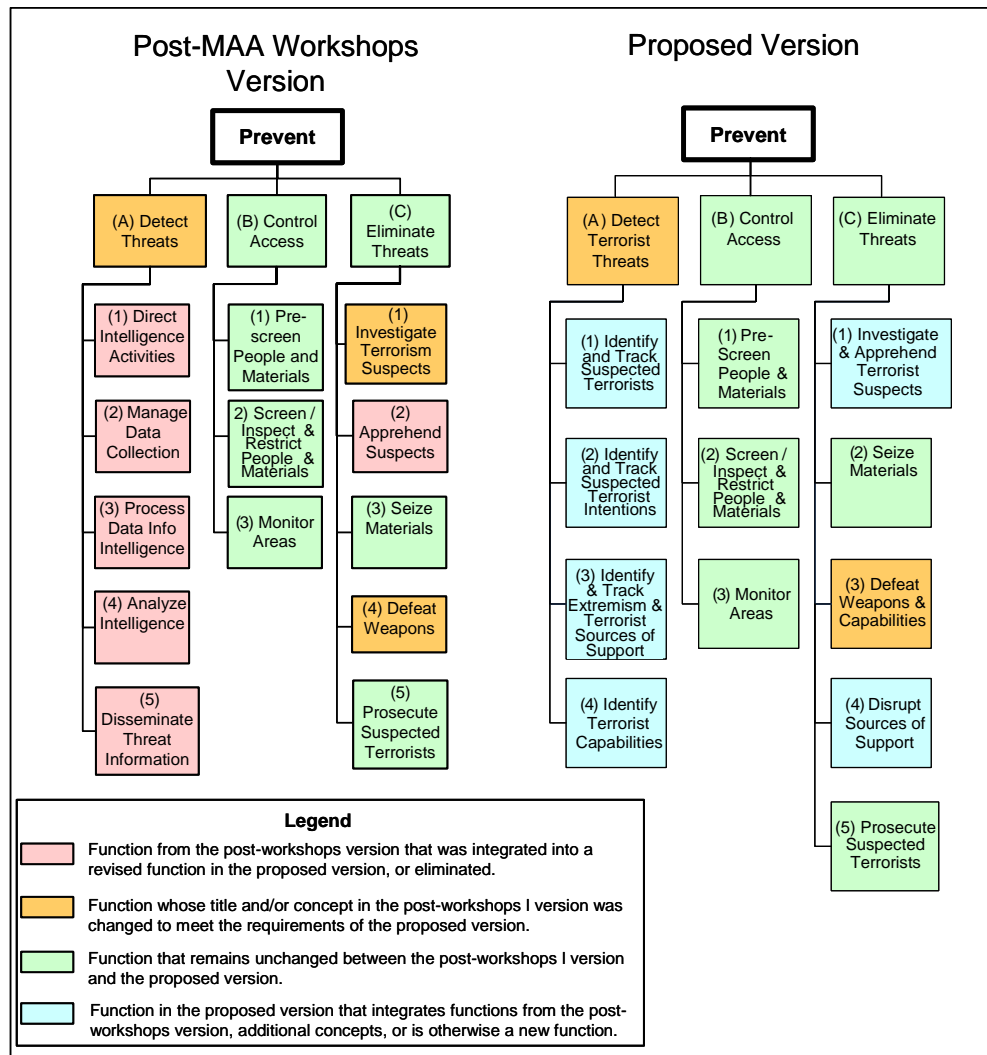 Post-MAA Workshops
Version
Prevent
(A) Detect
Threats
(B) Control
Access
(C)
Eliminate
Threats
(1) Direct
Intelligence
Activities
(2) Manage
Data
Collection
(3) Process
Data Info
Intelligence
(4) Analyze
Intelligence
(5)
Disseminate
Threat
Information
(1) Pre-
screen
People and
Materials
2) Screen /
Inspect &
Restrict
People &
Materials
(3) Monitor
Areas
(1)
Investigate
Terrorism
Suspects
(2)
Apprehend
Suspects
(3) Seize
Materials
(4) Defeat
Weapons
(5)
Prosecute
Suspected
Terrorists
Proposed Version
Prevent
(A) Detect
Terrorist
Threats
(B) Control
Access
(C) Eliminate
Threats
(1) Identify
and Track
Suspected
Terrorists
(2) Identify
and Track
Suspected
Terrorist
Intentions
(3) Identify
& Track
Extremism &
Terrorist
Sources of
Support
(4) Identify
Terrorist
Capabilities
(1) Pre-
Screen
People &
Materials
(2) Screen /
Inspect &
Restrict
People &
Materials
(3) Monitor
Areas
(1) Investigate
& Apprehend
Terrorist
Suspects
(2) Seize
Materials
(3) Defeat
Weapons &
Capabilities
(4) Disrupt
Sources of
Support
(5) Prosecute
Suspected
Terrorists
Legend
Function from the post-workshops version that was integrated into a
revised function in the proposed version, or eliminated.
Function whose title and/or concept in the post-workshops I version was
changed to meet the requirements of the proposed version.
Function that remains unchanged between the post-workshops I version
and the proposed version.
Function in the proposed version that integrates functions from the post-
workshops version, additional concepts, or is otherwise a new function.